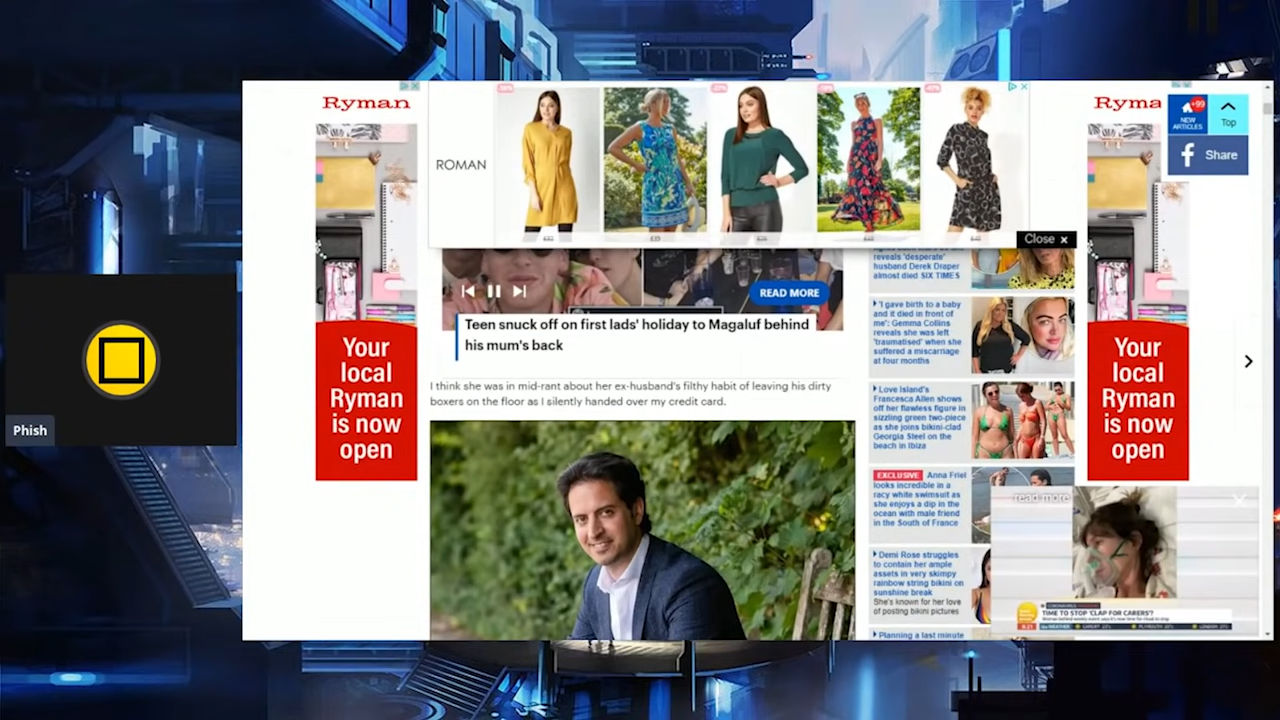 Ryman
Your
local
Ryman
is now
open
ROMAN
Close ×
READ MORE
Teen snuck off on first lads' holiday to Magaluf behind
his mum's back
I think she was in mid-rant about her ex-husband's filthy habit of leaving his dirty
boxers on the floor as I silently handed over my credit card.
reveals 'desperate'
husband Derek Draper
almost died SIX TIMES
'I gave birth to a baby
and it died in front of
me': Gemma Collins
reveals she was left
'traumatised' when she
suffered a miscarriage
at four months
Love Island's
Francesca Allen shows
off her flawless figure in
sizzling green two-piece
as she joins bikini-clad
Georgia Steel on the
beach in Ibiza
EXCLUSIVE Anna Friel
looks incredible in a
racy white swimsuit as
she enjoys a dip in the
ocean with male friend
in the South of France
Demi Rose struggles
to contain her ample
assets in very skimpy
rainbow string bikini on
sunshine break
She's known for her love
of posting bikini pictures
Planning a last minute
Ryma
+99
NEW
ARTICLES
Top
Share
Your
local
Ryman
is now
open
read more
CORONAVIRUS
TIME TO STOP 'CLAP FOR CARERS'?
8:21
Phish